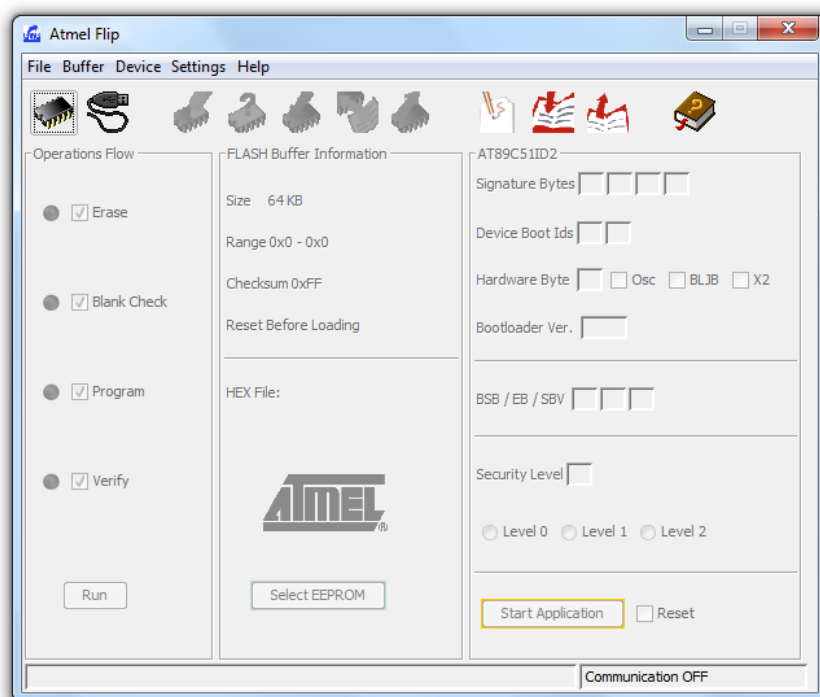 Atmel Flip
File Buffer Device Settings Help
Operations Flow
Erase
Blank Check
Program
Verify
Run
FLASH Buffer Information
Size 64 KB
Range 0x0 - 0x0
Checksum 0xFF
Reset Before Loading
HEX File:
ATMEL
®
Select EEPROM
AT89C51ID2
Signature Bytes
Device Boot Ids
Hardware Byte Osc BLJB X2
Bootloader Ver.
BSB / EB / SBV
Security Level
Level 0 Level 1 Level 2
Start Application Reset
Communication OFF